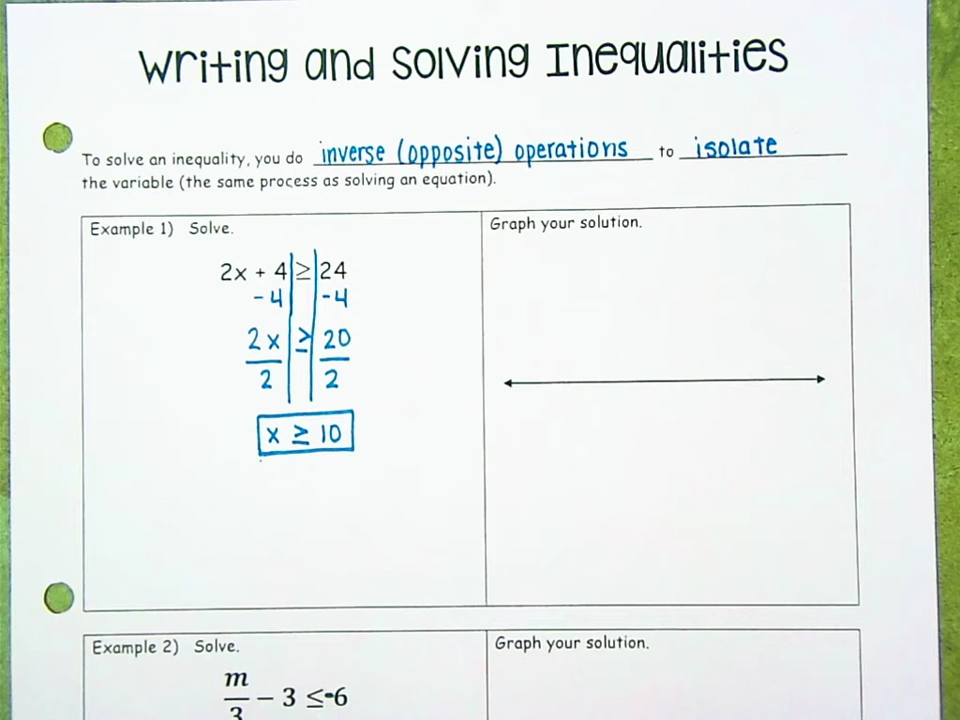 Writing and Solving Inequalities
To solve an inequality, you do inverse (opposite) operations to isolate
the variable (the same process as solving an equation).
Example 1) Solve.
2x + 4 ≥ 24
- 4 - 4
2x ≥ 20
2 2
x ≥ 10
Graph your solution.
Example 2) Solve.
m
— - 3 ≤ -6
3
Graph your solution.